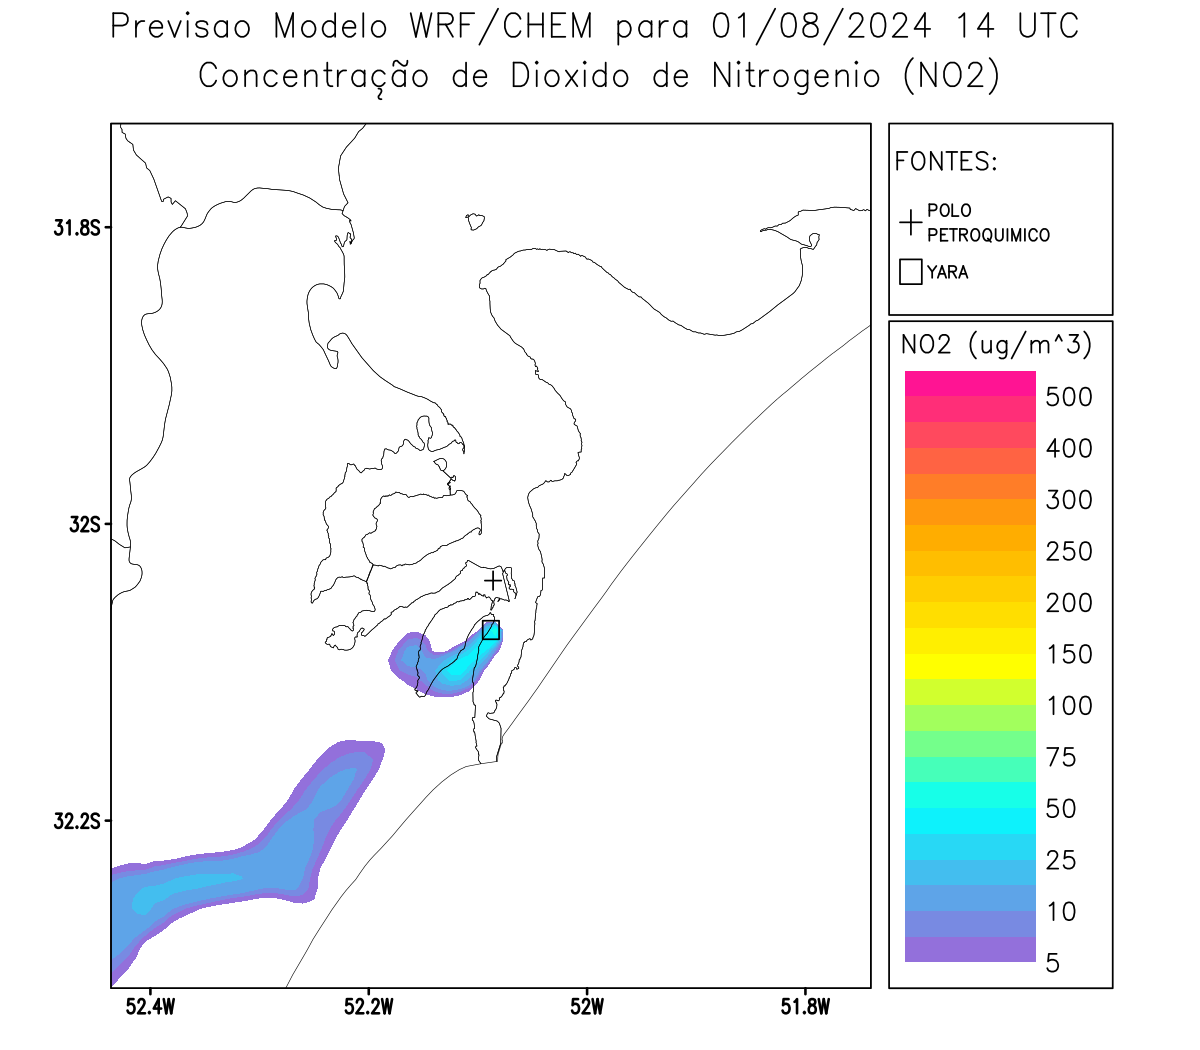 Previsao Modelo WRF/CHEM para 01/08/2024 14 UTC
Concentração de Dioxido de Nitrogenio (NO2)
FONTES:
POLO
PETROQUIMICO
YARA
NO2 (ug/m^3)
500
400
300
250
200
150
100
75
50
25
10
5
31.8S
32S
32.2S
52.4W 52.2W 52W 51.8W